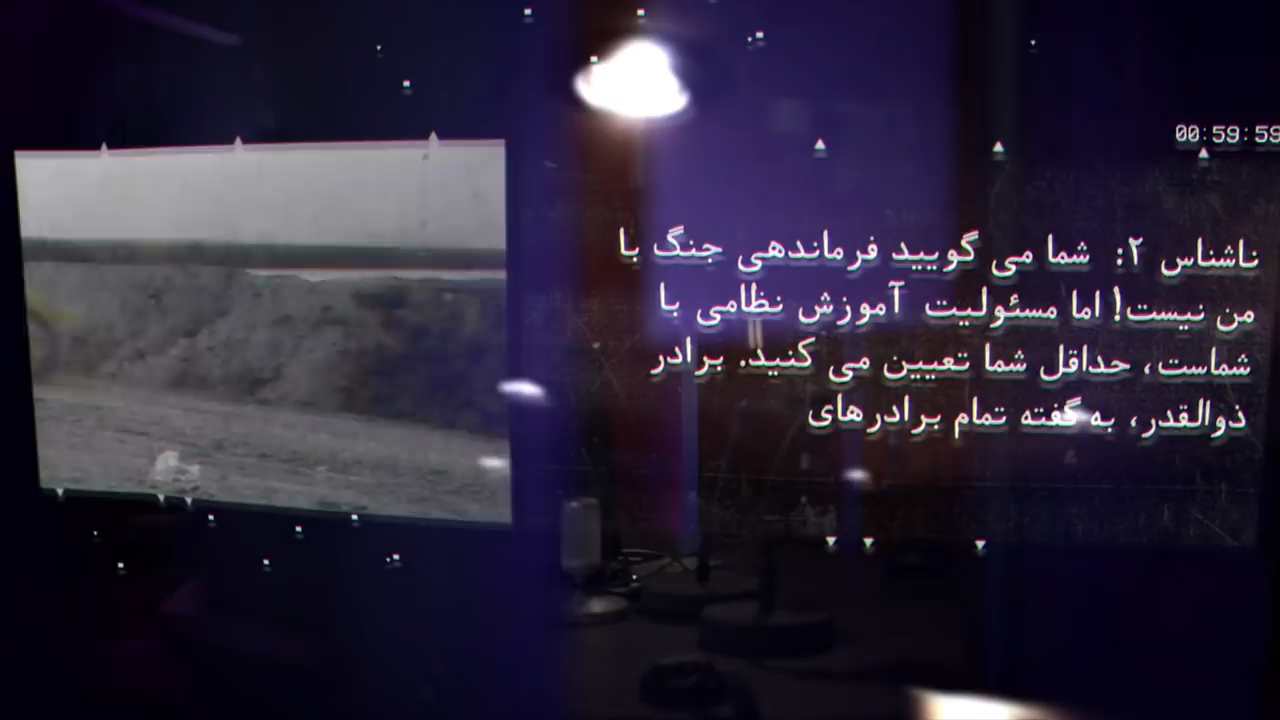 00:59:59
ناشناس ۲: شما می گویید فرماندهی جنگ با
من نیست! اما مسئولیت آموزش نظامی با
شماست، حداقل شما تعیین می کنید. برادر
ذوالقدر، به گفته تمام برادرهای